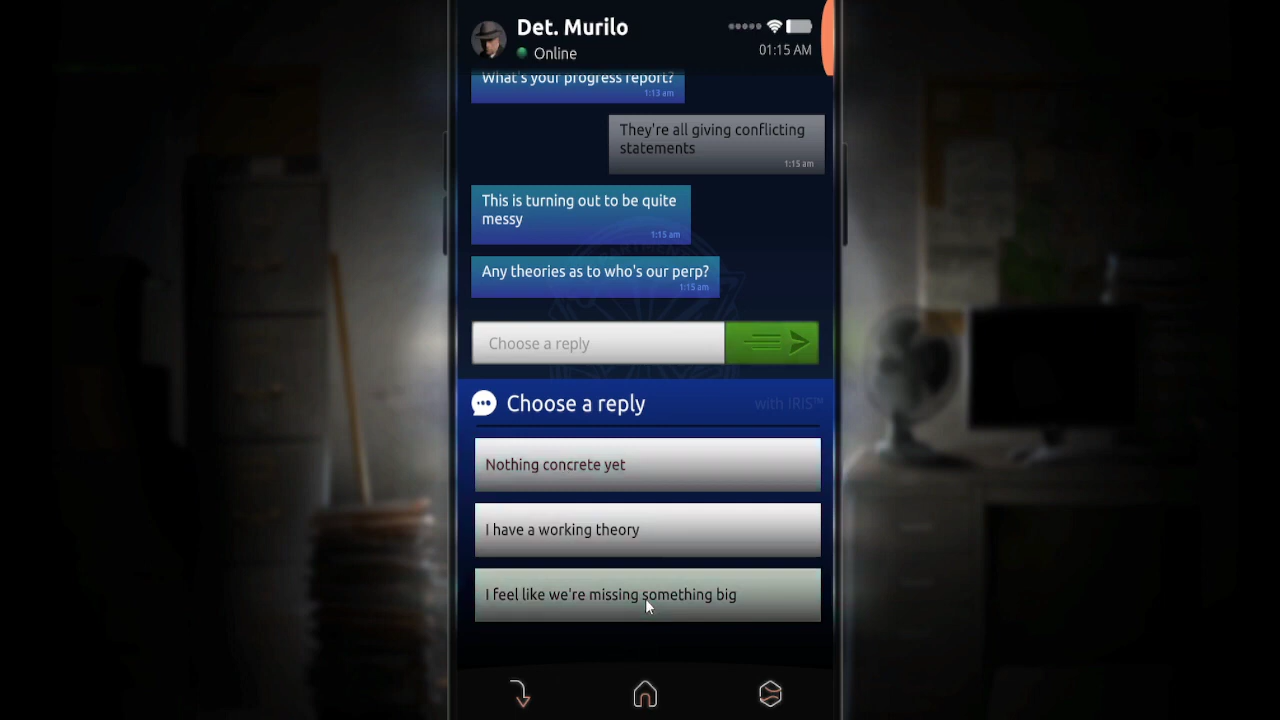 Det. Murilo
Online
01:15 AM
What's your progress report?
1:13 am
They're all giving conflicting
statements
1:15 am
This is turning out to be quite
messy
1:15 am
Any theories as to who's our perp?
1:15 am
Choose a reply
Choose a reply
with IRIS™
Nothing concrete yet
I have a working theory
I feel like we're missing something big